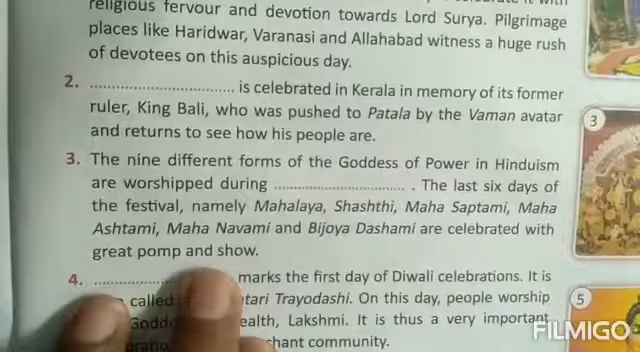 religious fervour and devotion towards Lord Surya. Pilgrimage
places like Haridwar, Varanasi and Allahabad witness a huge rush
of devotees on this auspicious day.
2. .................................. is celebrated in Kerala in memory of its former
ruler, King Bali, who was pushed to Patala by the Vaman avatar
and returns to see how his people are.
3. The nine different forms of the Goddess of Power in Hinduism
are worshipped during ................................ . The last six days of
the festival, namely Mahalaya, Shashthi, Maha Saptami, Maha
Ashtami, Maha Navami and Bijoya Dashami are celebrated with
great pomp and show.
4. .................... marks the first day of Diwali celebrations. It is
called tari Trayodashi. On this day, people worship
Godde ealth, Lakshmi. It is thus a very important
hant community.
3
5
FILMIGO